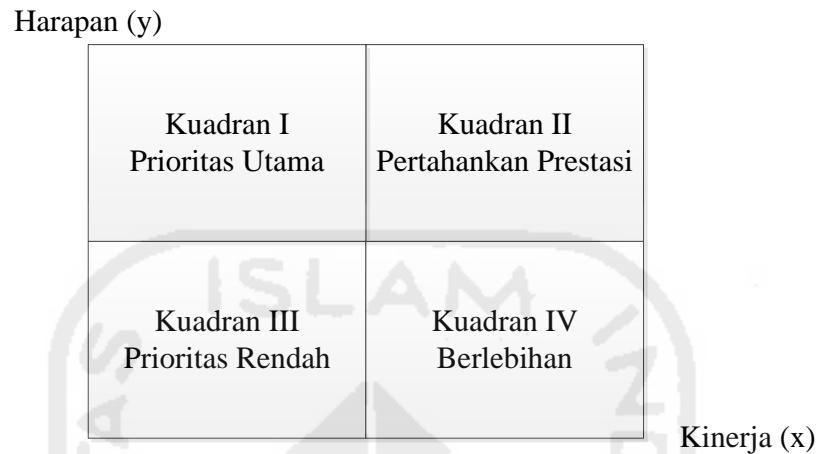 Harapan (y)
Kuadran I
Prioritas Utama
Kuadran II
Pertahankan Prestasi
ISLAM
Kuadran III
Prioritas Rendah
Kuadran IV
Berlebihan
Kinerja (x)